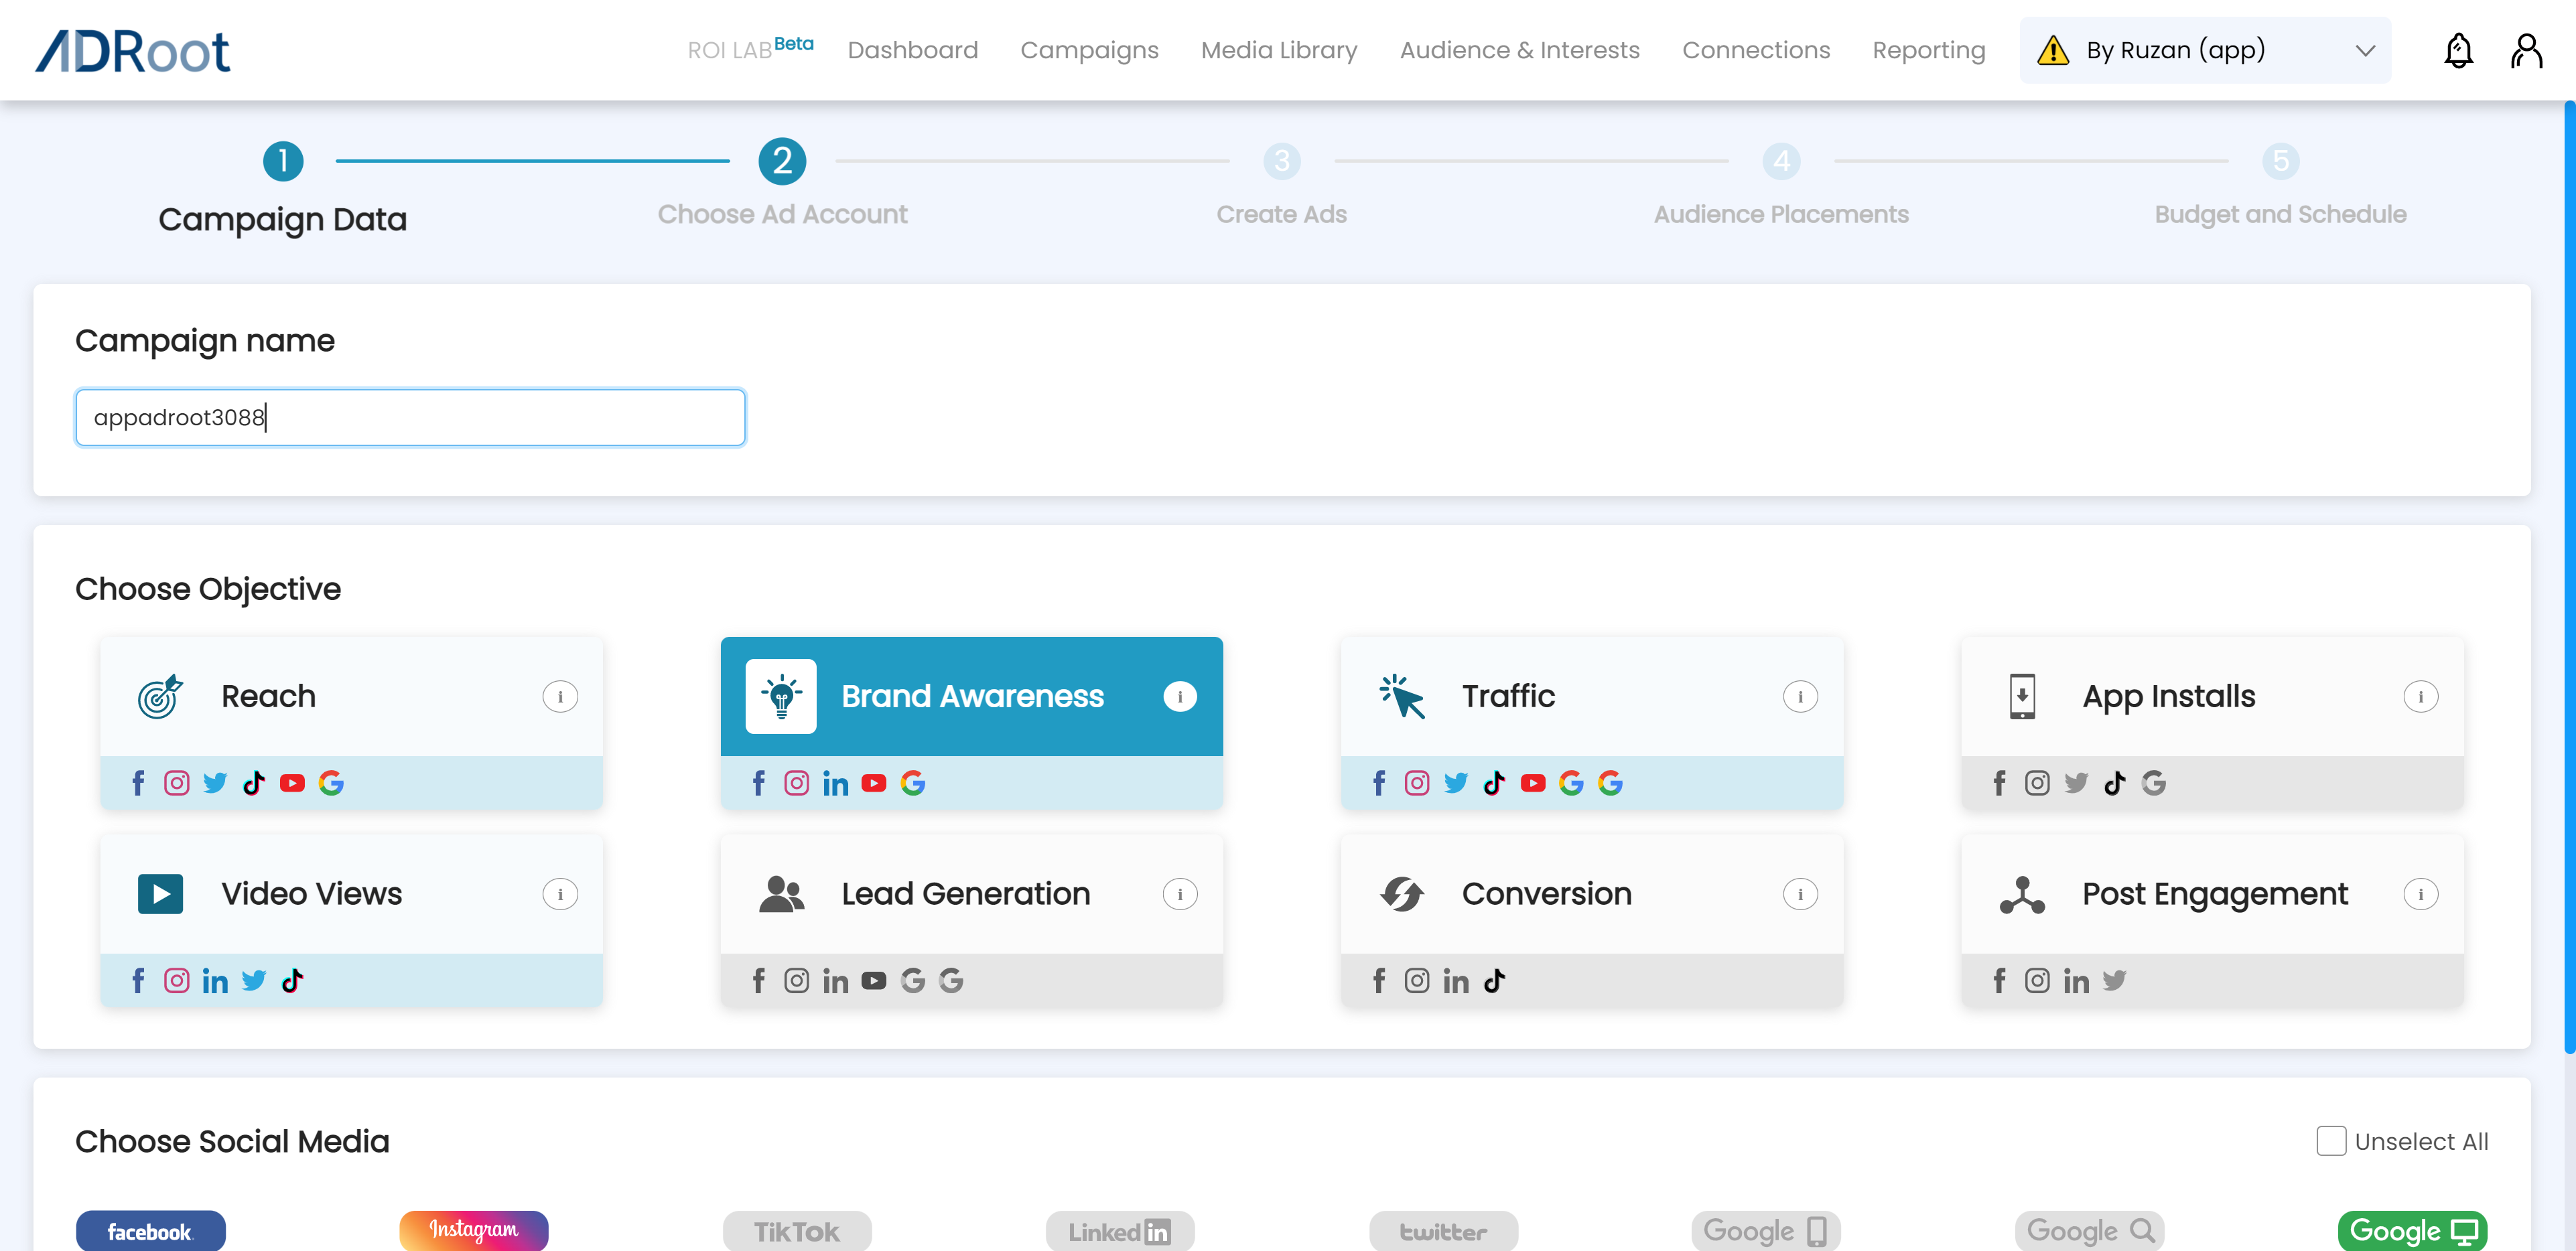 ADRoot
ROI LAB Beta Dashboard Campaigns Media Library Audience & Interests Connections Reporting By Ruzan (app)
1 2 3 4 5
Campaign Data Choose Ad Account Create Ads Audience Placements Budget and Schedule
Campaign name
appadroot3088
Choose Objective
Reach i Brand Awareness i Traffic i App Installs i
Video Views i Lead Generation i Conversion i Post Engagement i
Choose Social Media Unselect All
facebook Instagram TikTok Linkedin twitter Google Google Google